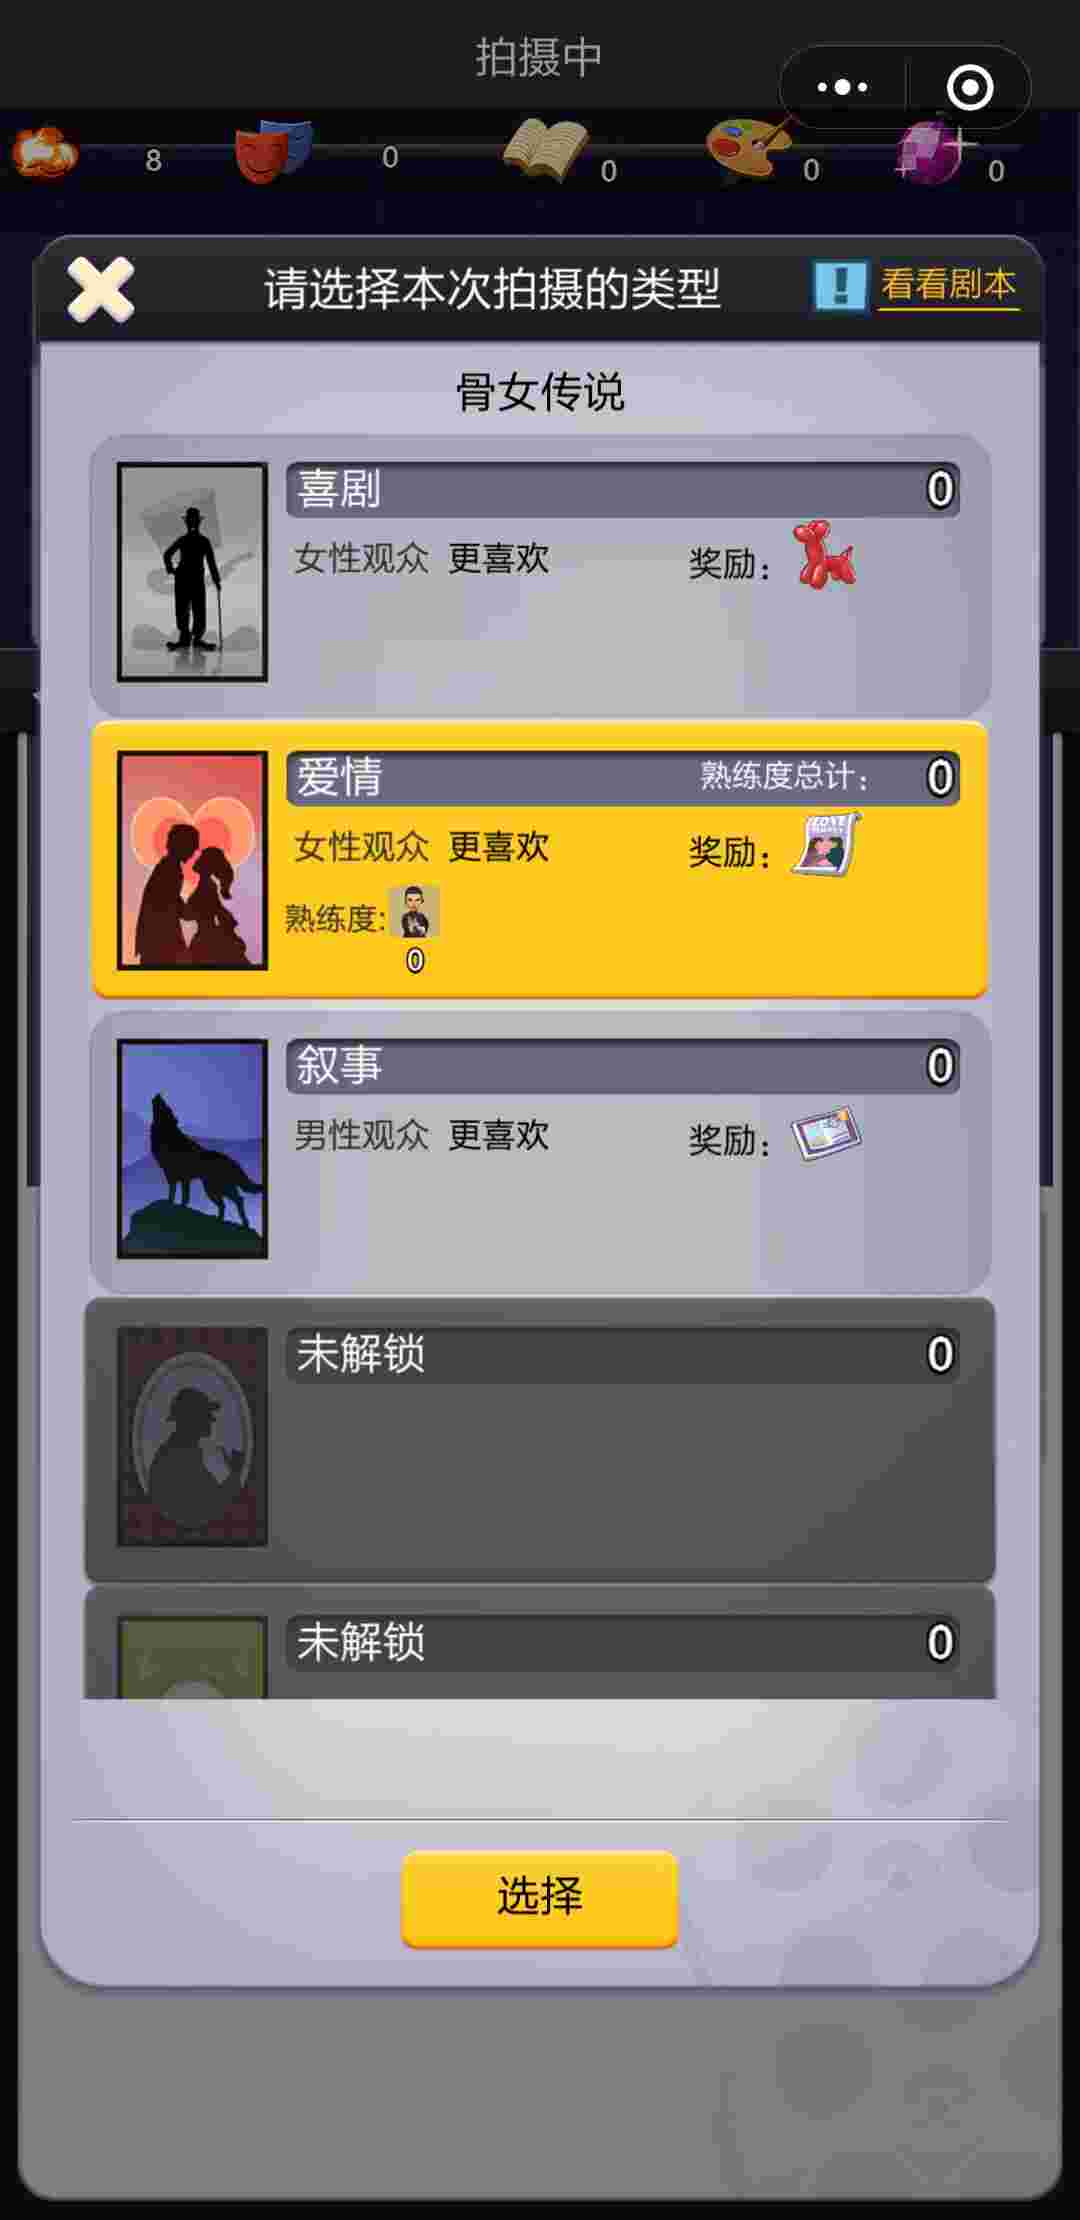 拍摄中
8 0 0 0 0
请选择本次拍摄的类型
看看剧本
骨女传说
喜剧 0
女性观众 更喜欢 奖励：
爱情 熟练度总计： 0
女性观众 更喜欢 奖励：
LOVE
熟练度:
0
叙事 0
男性观众 更喜欢 奖励：
未解锁 0
未解锁 0
选择